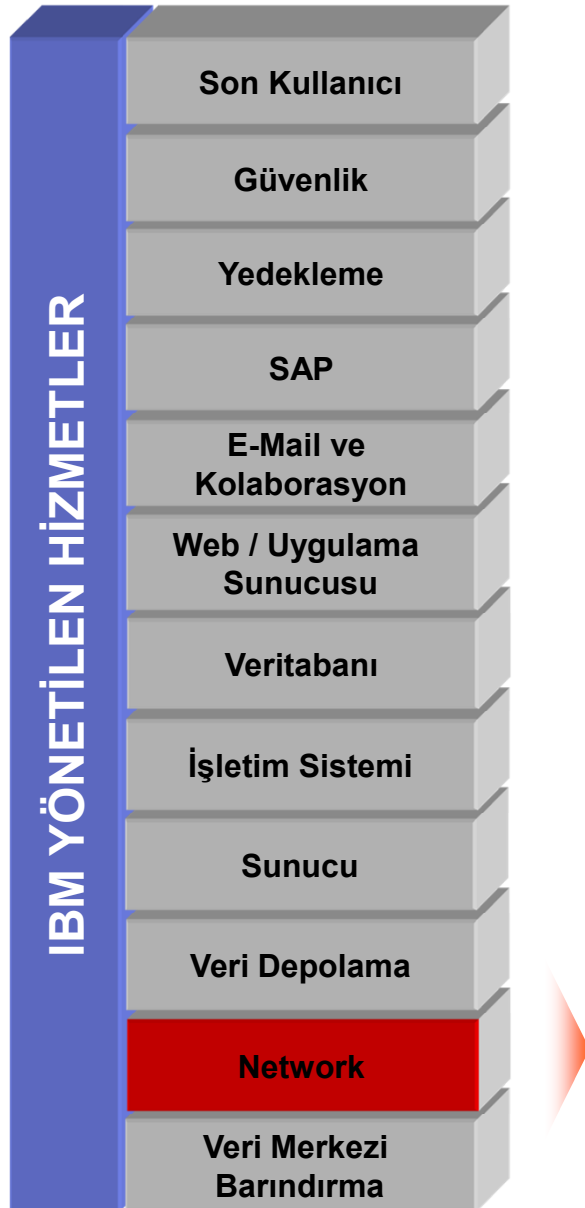 IBM YÖNETİLEN HİZMETLER
Son Kullanıcı
Güvenlik
Yedekleme
SAP
E-Mail ve
Kolaborasyon
Web / Uygulama
Sunucusu
Veritabanı
İşletim Sistemi
Sunucu
Veri Depolama
Network
Veri Merkezi
Barındırma